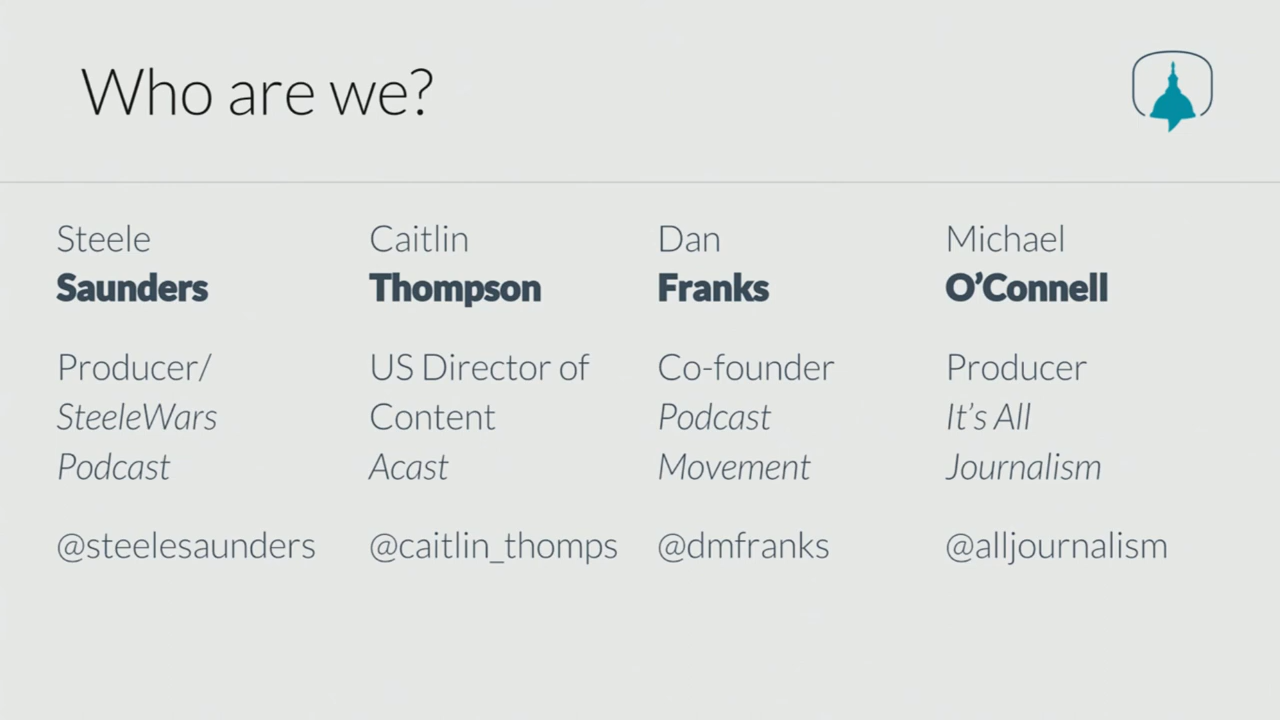 Who are we?
Steele
Saunders
Producer/
SteeleWars
Podcast
@steelesaunders
Caitlin
Thompson
US Director of
Content
Acast
@caitlin_thomps
Dan
Franks
Co-founder
Podcast
Movement
@dmfranks
Michael
O’Connell
Producer
It’s All
Journalism
@alljournalism